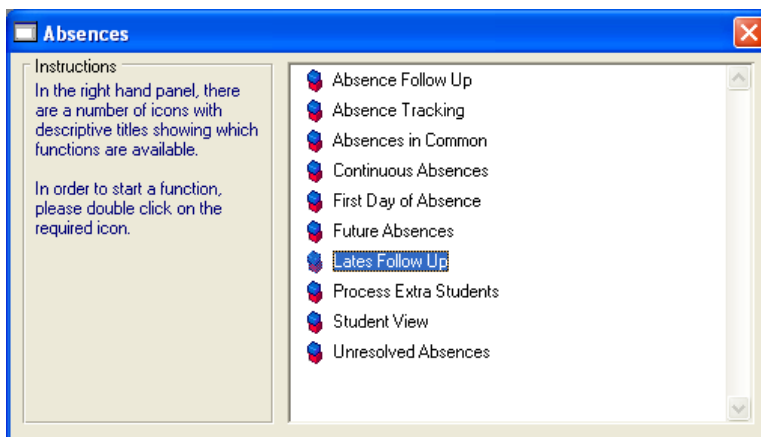 Absences
Instructions
In the right hand panel, there
are a number of icons with
descriptive titles showing which
functions are available.
In order to start a function,
please double click on the
required icon.
Absence Follow Up
Absence Tracking
Absences in Common
Continuous Absences
First Day of Absence
Future Absences
Lates Follow Up
Process Extra Students
Student View
Unresolved Absences